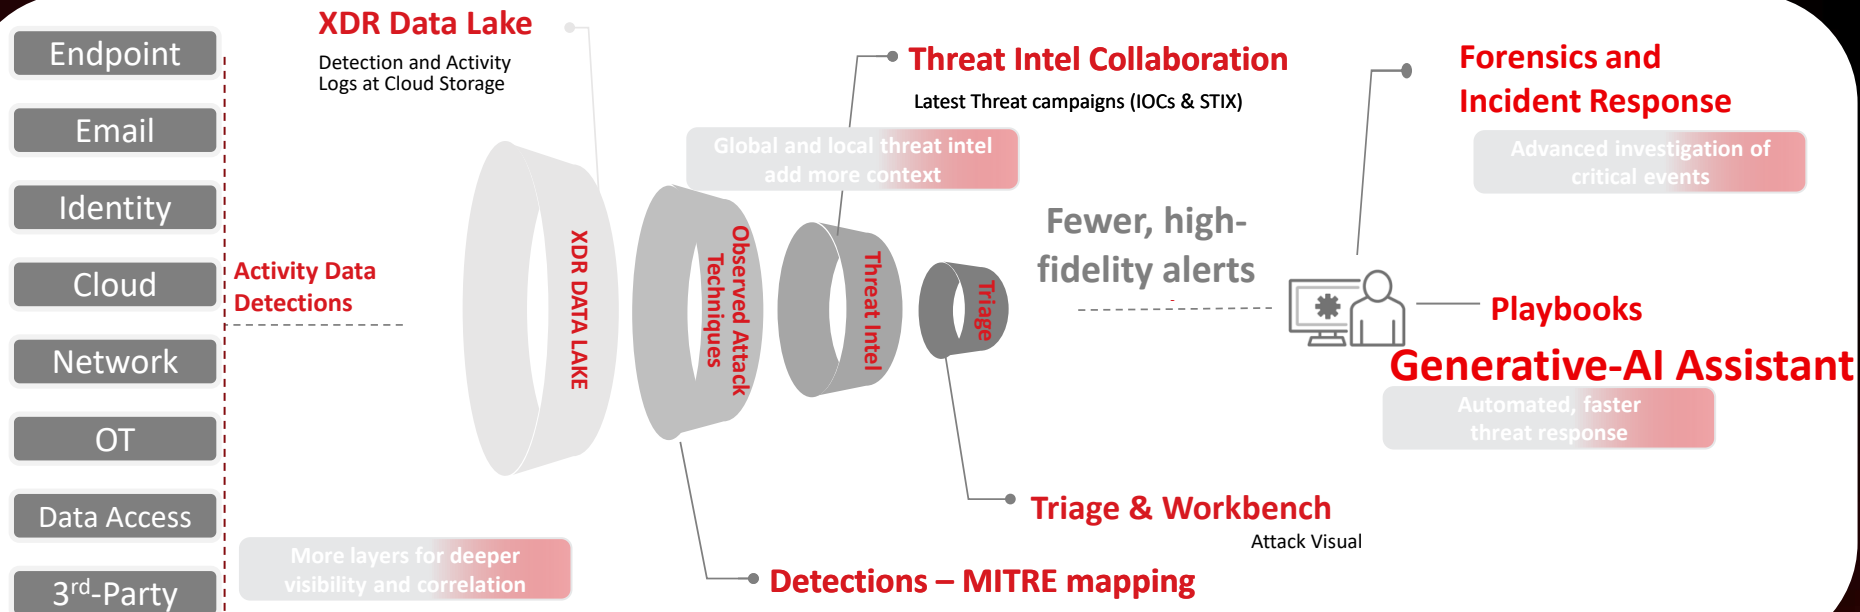 Endpoint
Email
Identity
Cloud
Network
OT
Data Access
3rd-Party
Activity Data
Detections
XDR Data Lake
Detection and Activity
Logs at Cloud Storage
More layers for deeper
visibility and correlation
XDR DATA LAKE
Observed Attack
Techniques
Threat Intel
Triage
Threat Intel Collaboration
Latest Threat campaigns (IOCs & STIX)
Global and local threat intel
add more context
Detections – MITRE mapping
Triage & Workbench
Attack Visual
Fewer, high-
fidelity alerts
Forensics and
Incident Response
Advanced investigation of
critical events
Playbooks
Generative-AI Assistant
Automated, faster
threat response